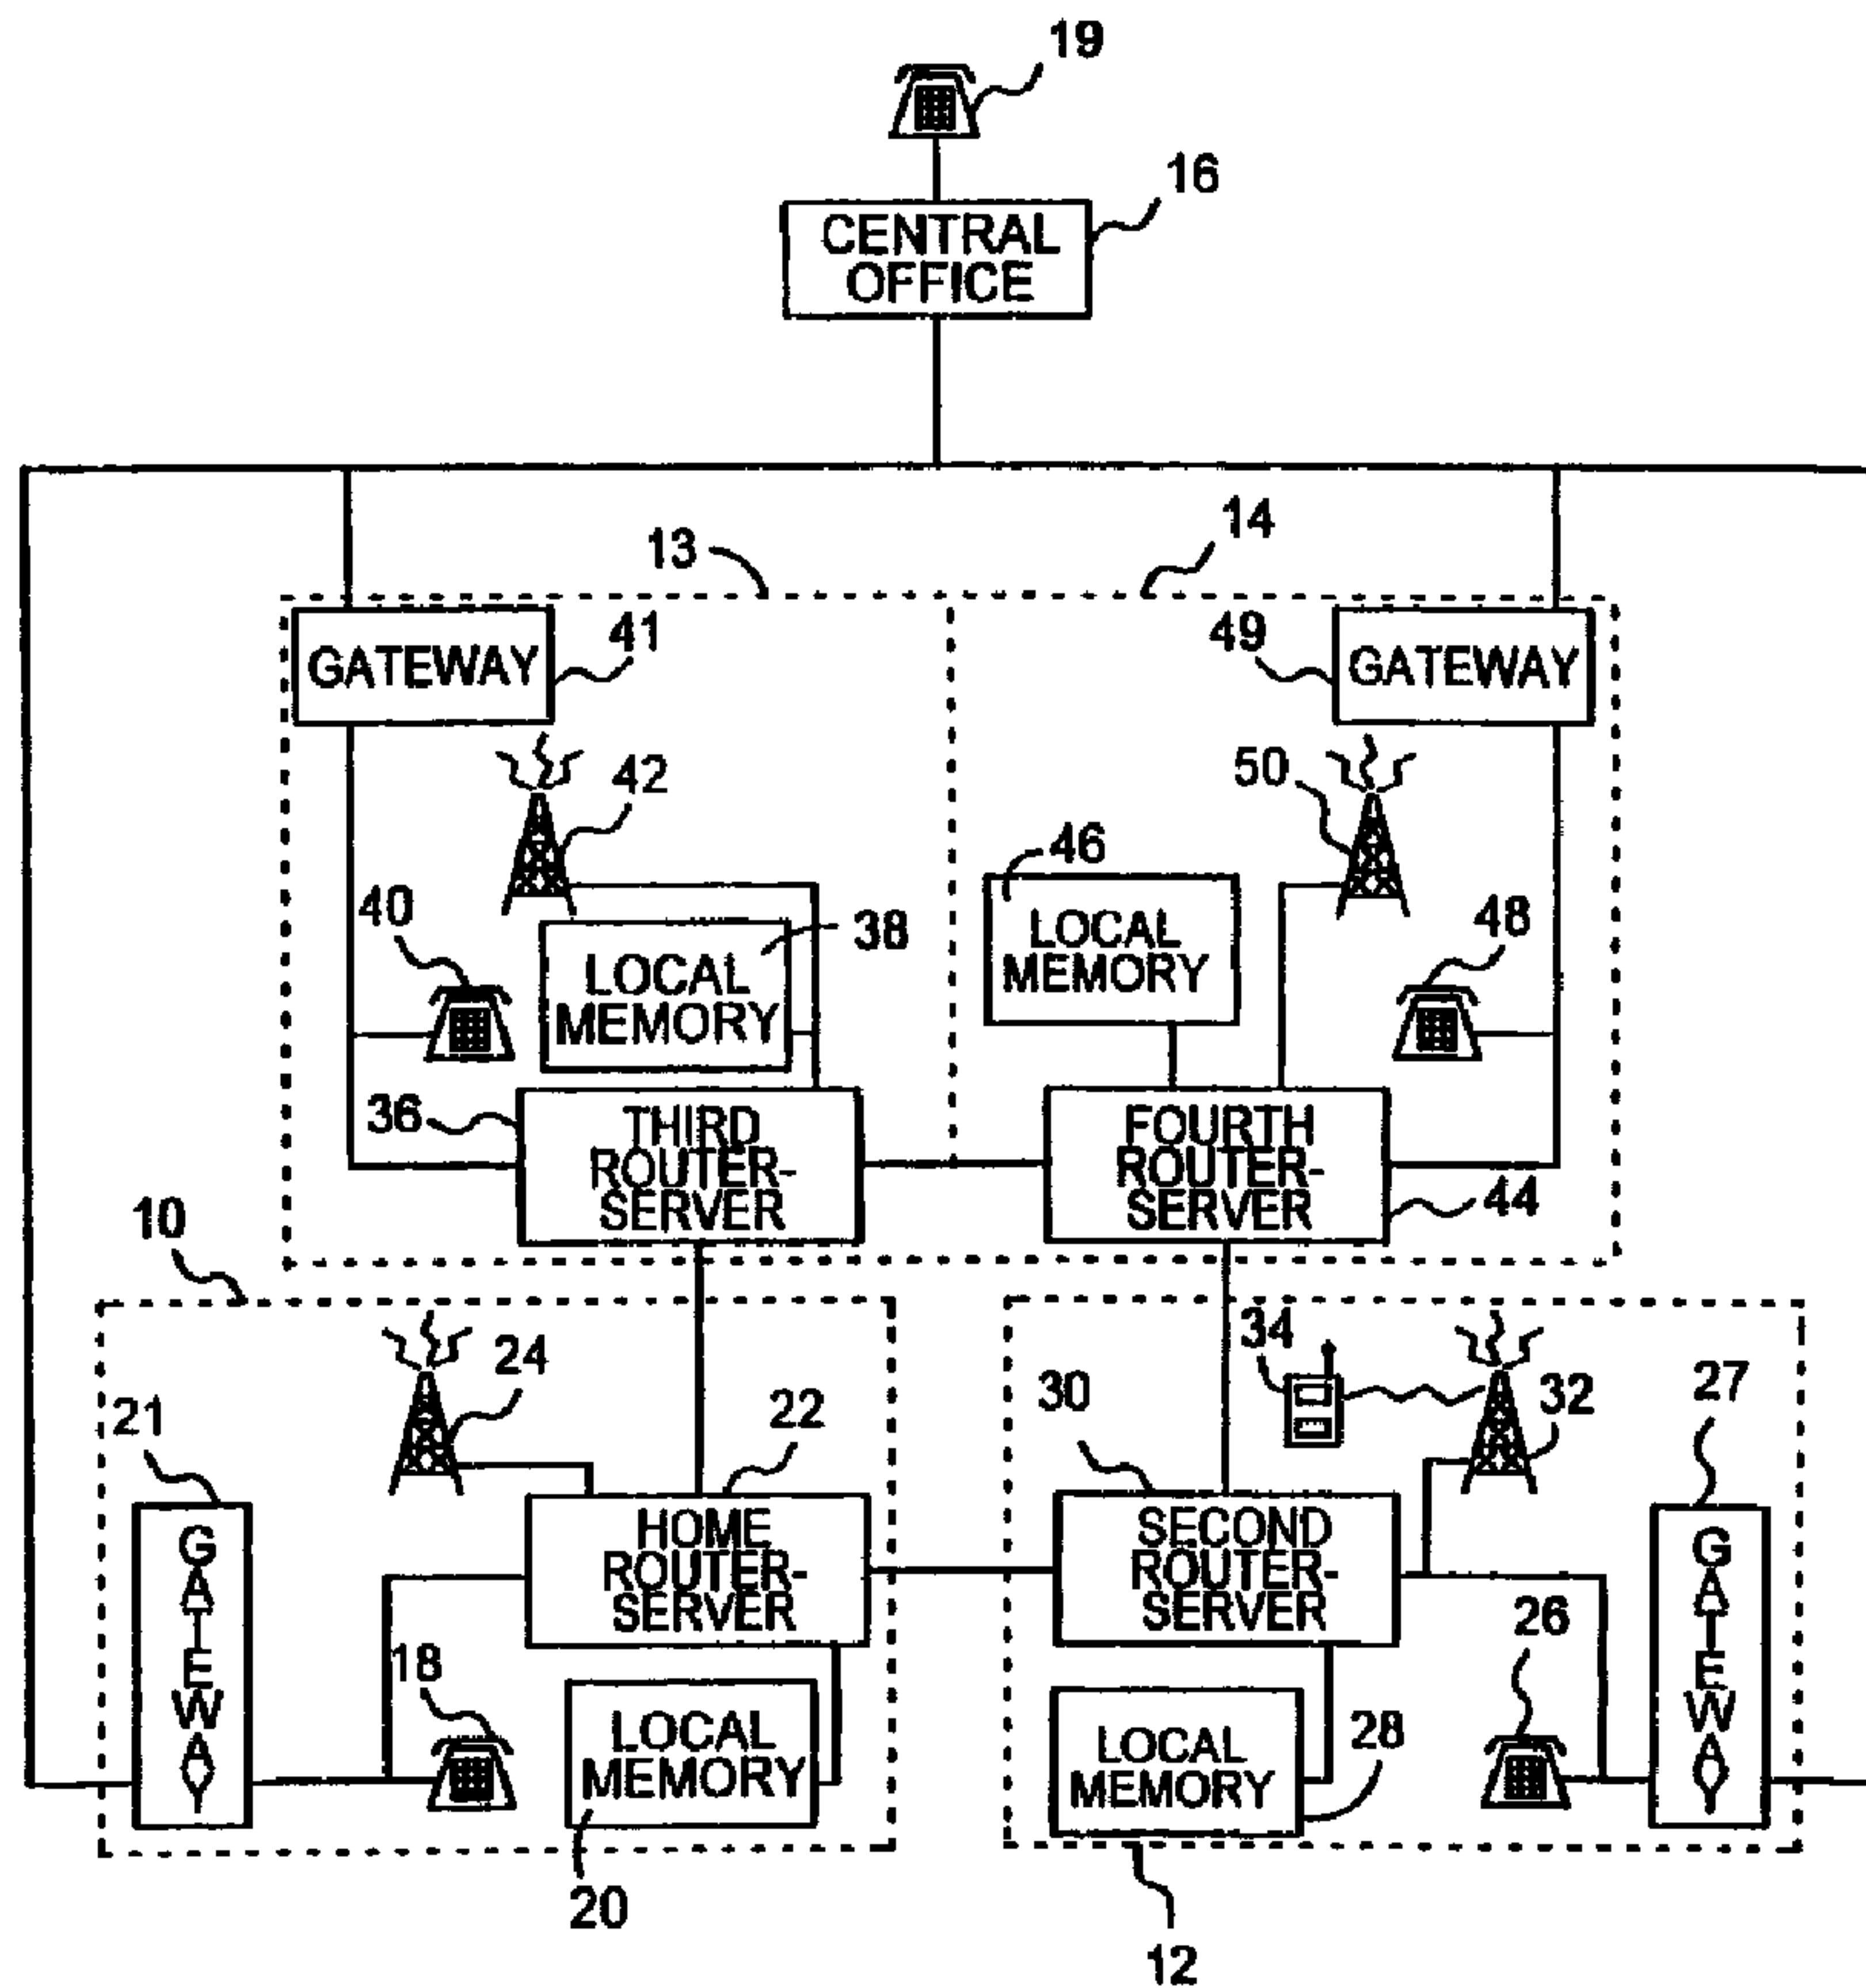 19
16
CENTRAL
OFFICE
13
14
GATEWAY
41
49
GATEWAY
42
50
46
40
38
LOCAL
MEMORY
48
LOCAL
MEMORY
36
THIRD
ROUTER-
SERVER
FOURTH
ROUTER-
SERVER
44
10
24
34
21
22
30
32
27
GATEWAY
HOME
ROUTER-
SERVER
SECOND
ROUTER-
SERVER
GATEWAY
18
26
LOCAL
MEMORY
LOCAL
MEMORY
28
20
12